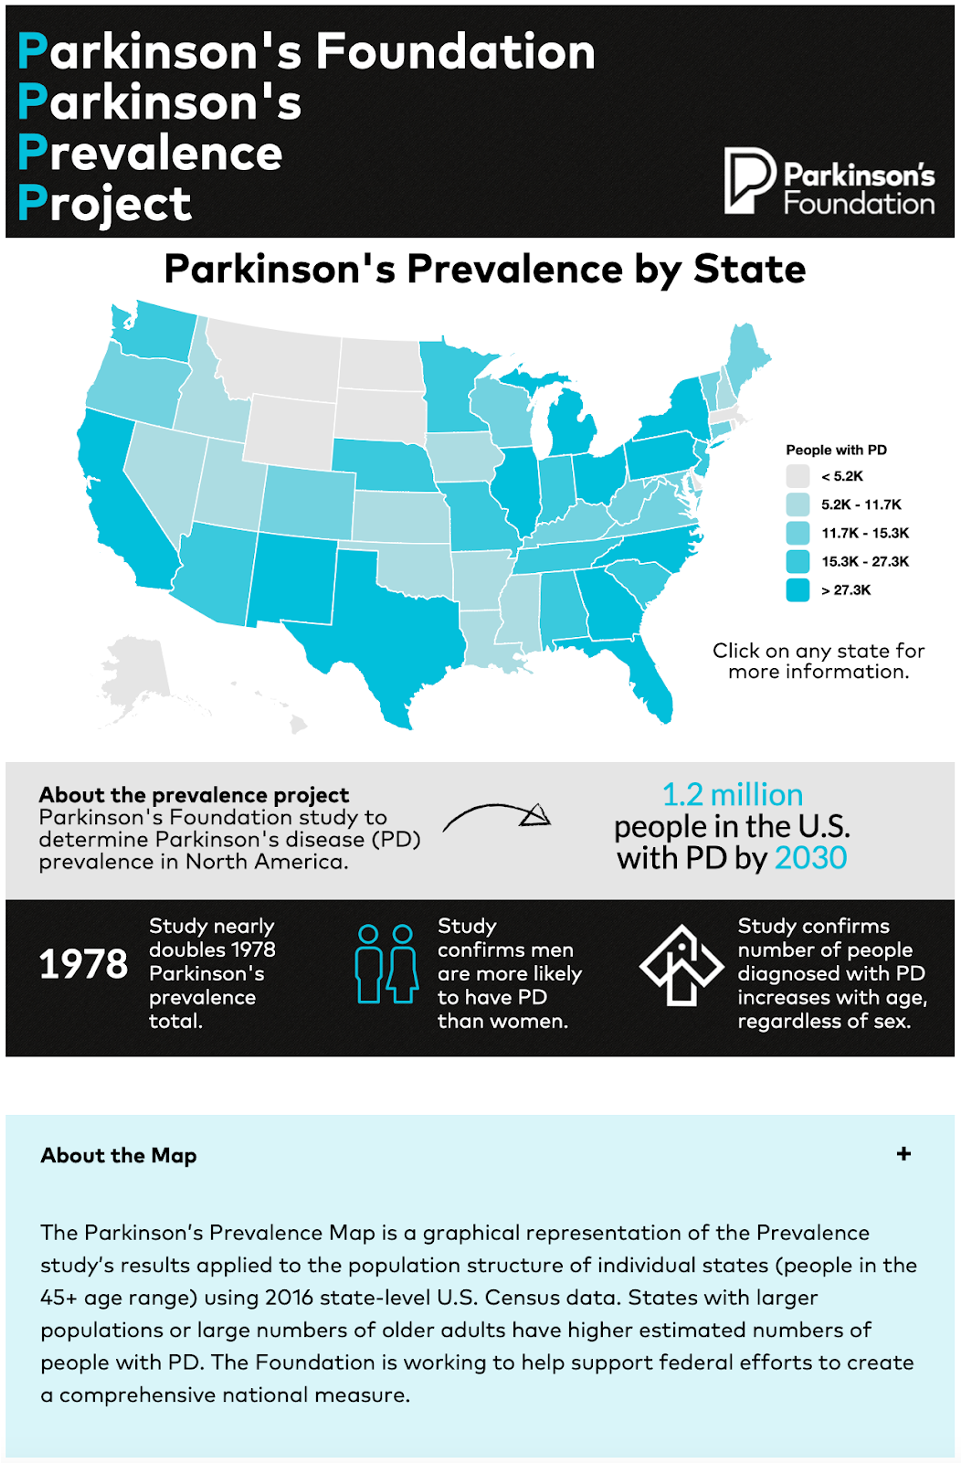 Parkinson's Foundation
Parkinson's
Prevalence
Project
Parkinson's
Foundation
Parkinson's Prevalence by State
People with PD
< 5.2K
5.2K - 11.7K
11.7K - 15.3K
15.3K - 27.3K
> 27.3K
Click on any state for
more information.
About the prevalence project
Parkinson's Foundation study to
determine Parkinson's disease (PD)
prevalence in North America.
1.2 million
people in the U.S.
with PD by 2030
1978
Study nearly
doubles 1978
Parkinson's
prevalence
total.
Study
confirms men
are more likely
to have PD
than women.
Study confirms
number of people
diagnosed with PD
increases with age,
regardless of sex.
About the Map
+
The Parkinson’s Prevalence Map is a graphical representation of the Prevalence
study’s results applied to the population structure of individual states (people in the
45+ age range) using 2016 state-level U.S. Census data. States with larger
populations or large numbers of older adults have higher estimated numbers of
people with PD. The Foundation is working to help support federal efforts to create
a comprehensive national measure.